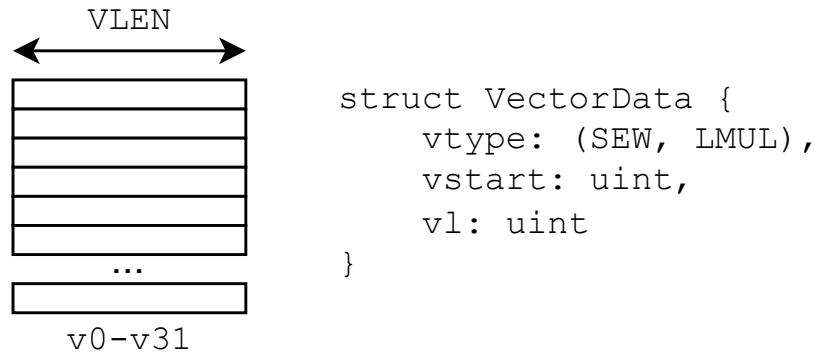 VLEN
...
v0-v31
struct VectorData {
    vtype: (SEW, LMUL),
    vstart: uint,
    vl: uint
}